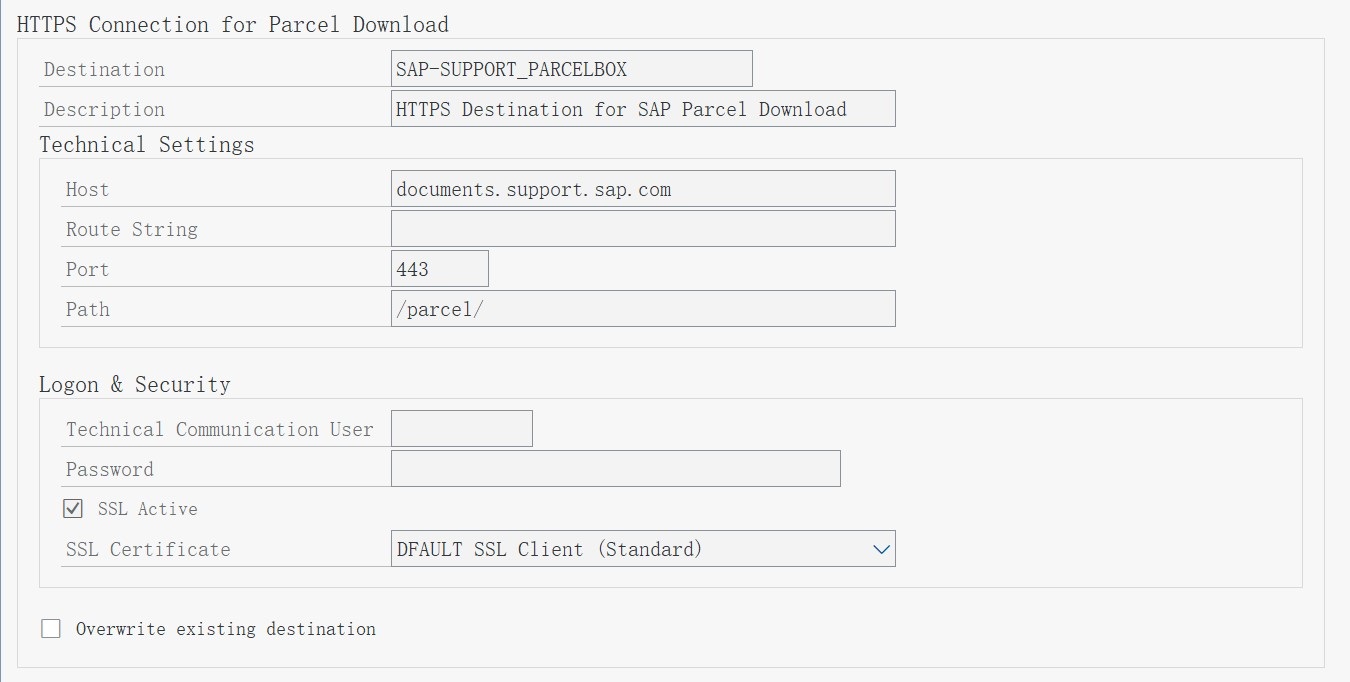 HTTPS Connection for Parcel Download
Destination SAP-SUPPORT_PARCELBOX
Description HTTPS Destination for SAP Parcel Download
Technical Settings
Host documents.support.sap.com
Route String
Port 443
Path /parcel/
Logon & Security
Technical Communication User
Password
SSL Active
SSL Certificate DFAULT SSL Client (Standard)
Overwrite existing destination